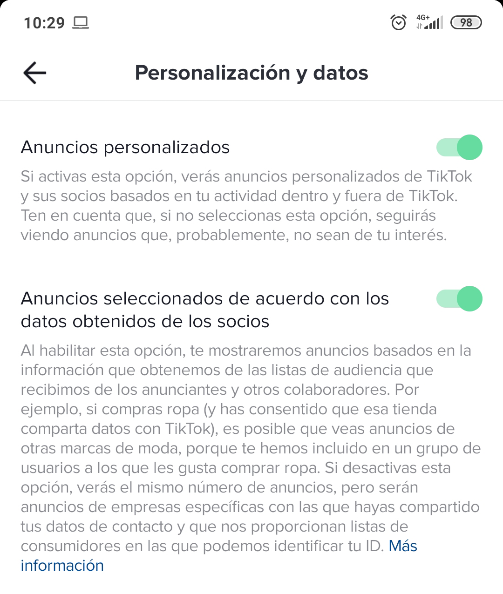 10:29
4G+
98
Personalización y datos
Anuncios personalizados
Si activas esta opción, verás anuncios personalizados de TikTok
y sus socios basados en tu actividad dentro y fuera de TikTok.
Ten en cuenta que, si no seleccionas esta opción, seguirás
viendo anuncios que, probablemente, no sean de tu interés.
Anuncios seleccionados de acuerdo con los
datos obtenidos de los socios
Al habilitar esta opción, te mostraremos anuncios basados en la
información que obtenemos de las listas de audiencia que
recibimos de los anunciantes y otros colaboradores. Por
ejemplo, si compras ropa (y has consentido que esa tienda
comparta datos con TikTok), es posible que veas anuncios de
otras marcas de moda, porque te hemos incluido en un grupo de
usuarios a los que les gusta comprar ropa. Si desactivas esta
opción, verás el mismo número de anuncios, pero serán
anuncios de empresas específicas con las que hayas compartido
tus datos de contacto y que nos proporcionan listas de
consumidores en las que podemos identificar tu ID. Más
información